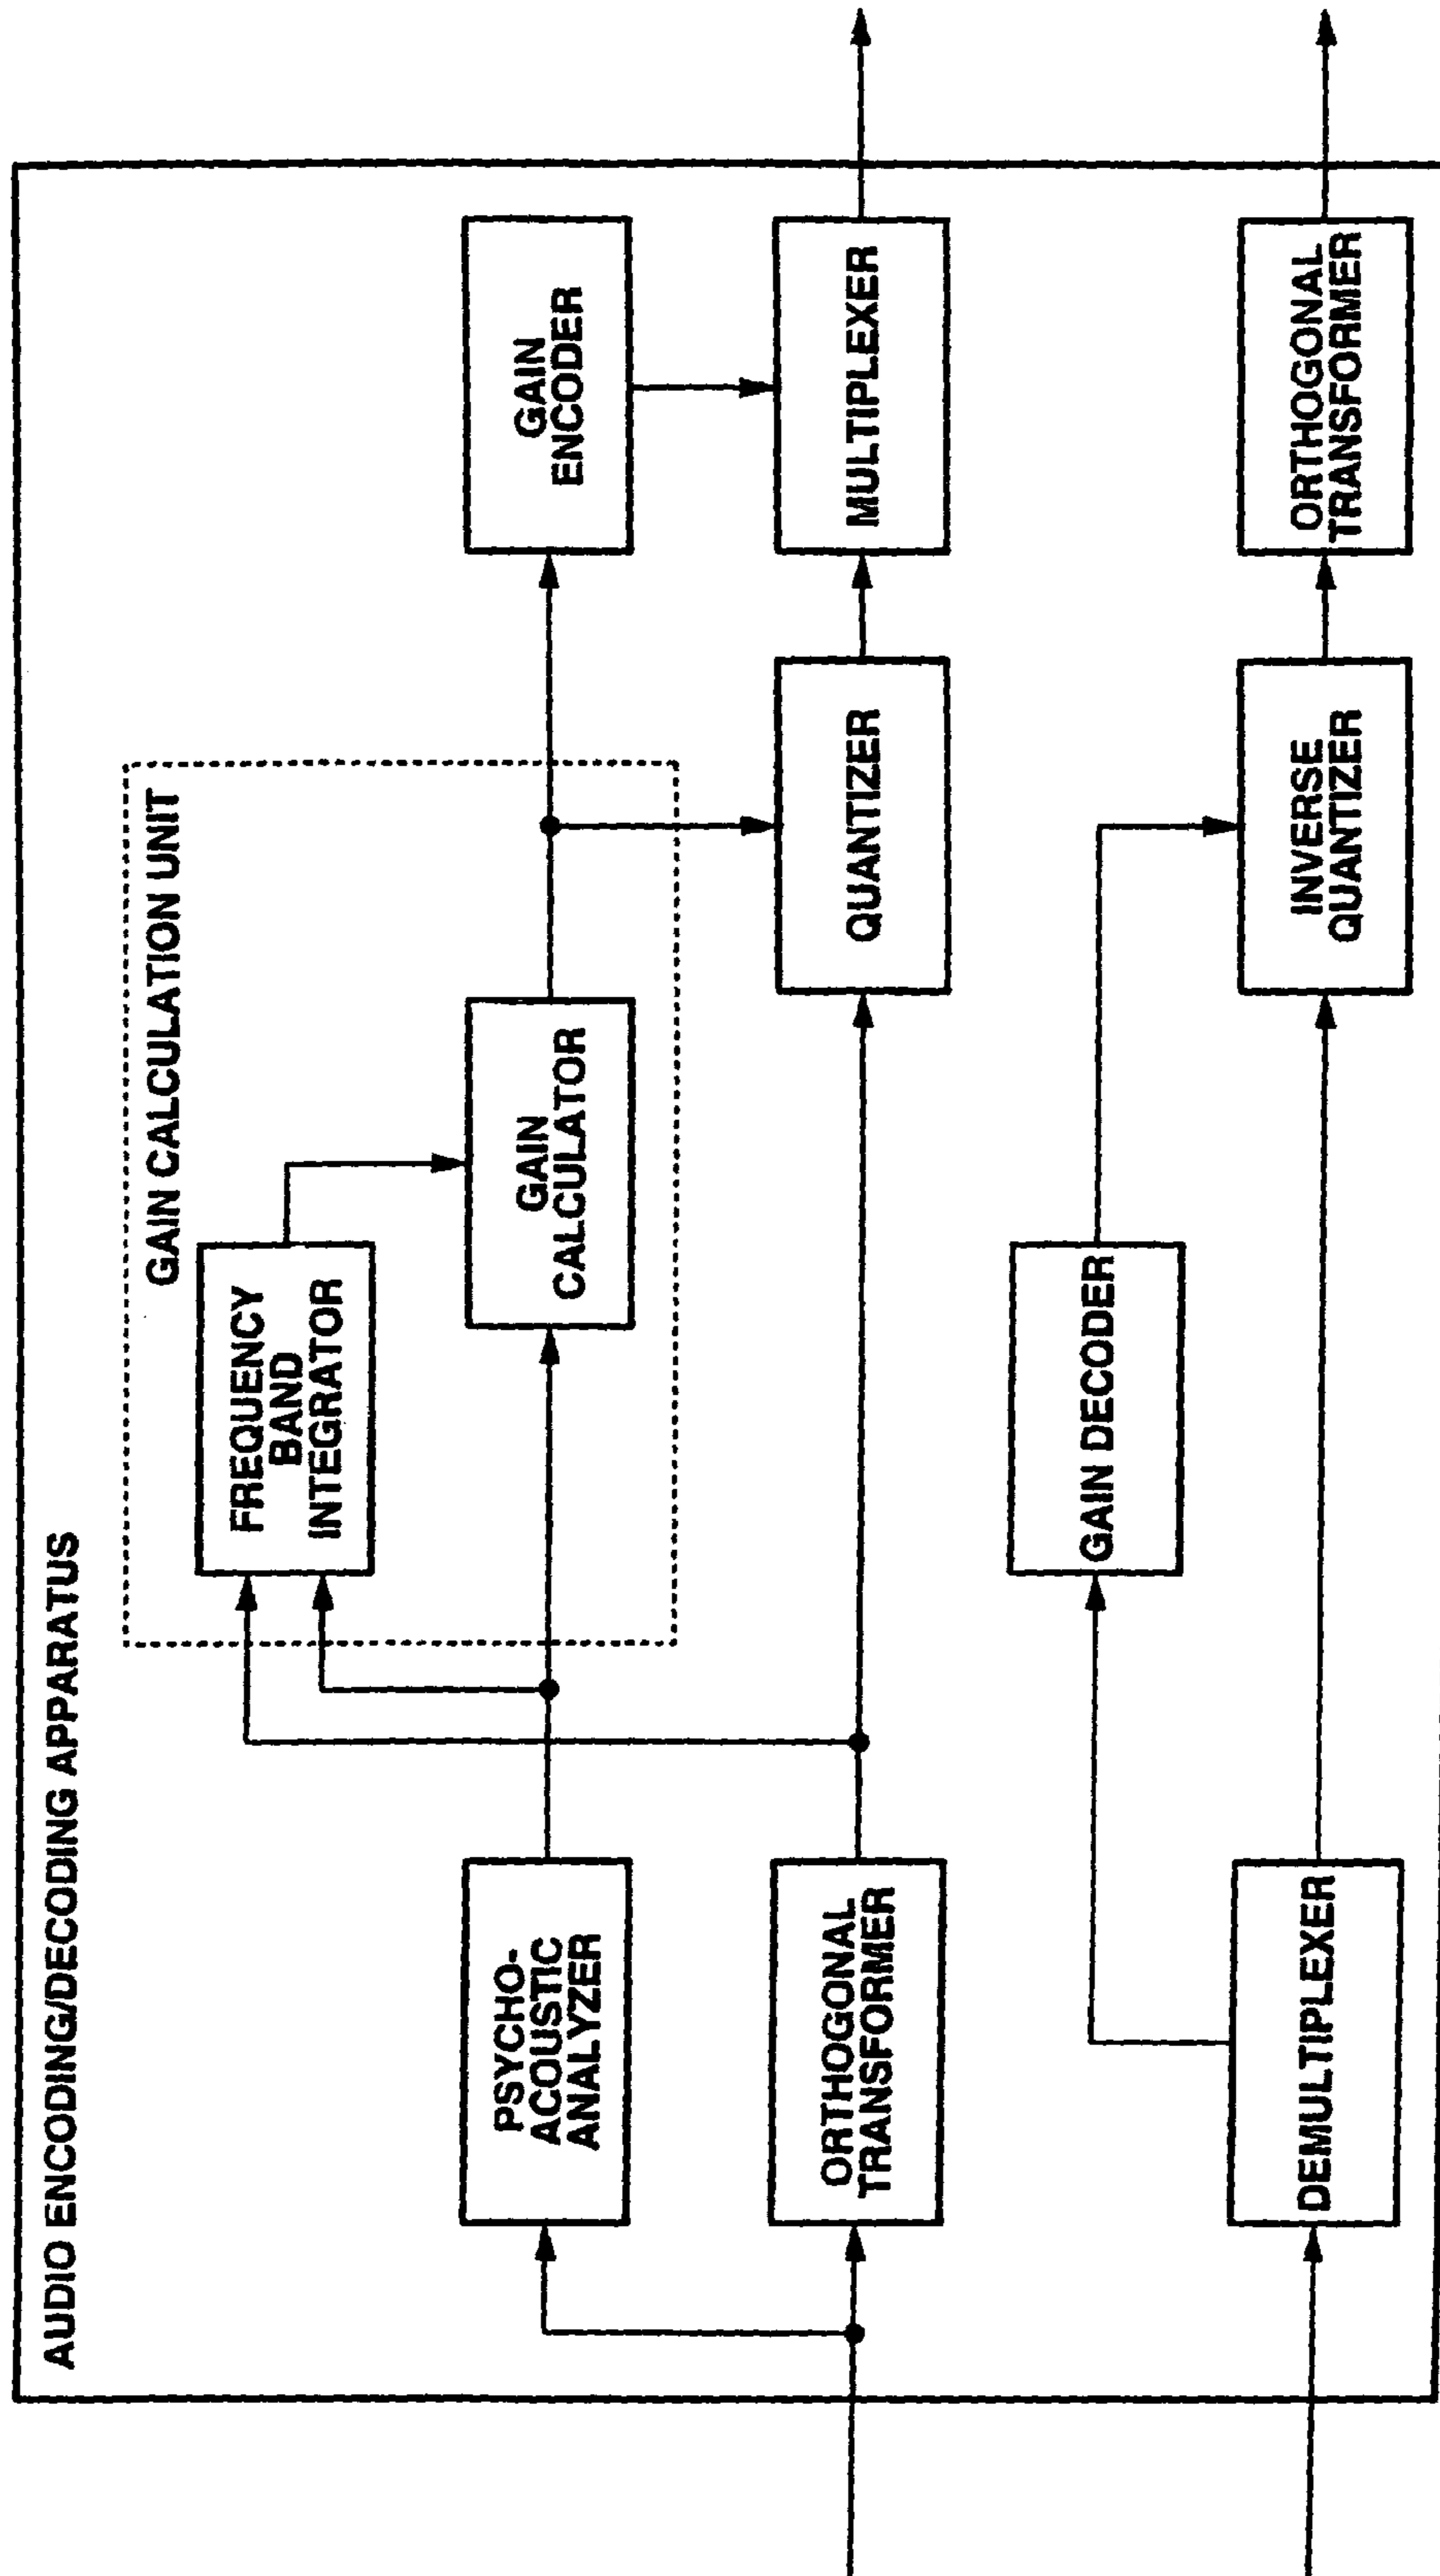 AUDIO ENCODING/DECODING APPARATUS
GAIN CALCULATION UNIT
FREQUENCY
BAND
INTEGRATOR
PSYCHO-
ACOUSTIC
ANALYZER
GAIN
CALCULATOR
GAIN
ENCODER
ORTHOGONAL
TRANSFORMER
QUANTIZER
MULTIPLEXER
GAIN DECODER
DEMULTIPLEXER
INVERSE
QUANTIZER
ORTHOGONAL
TRANSFORMER